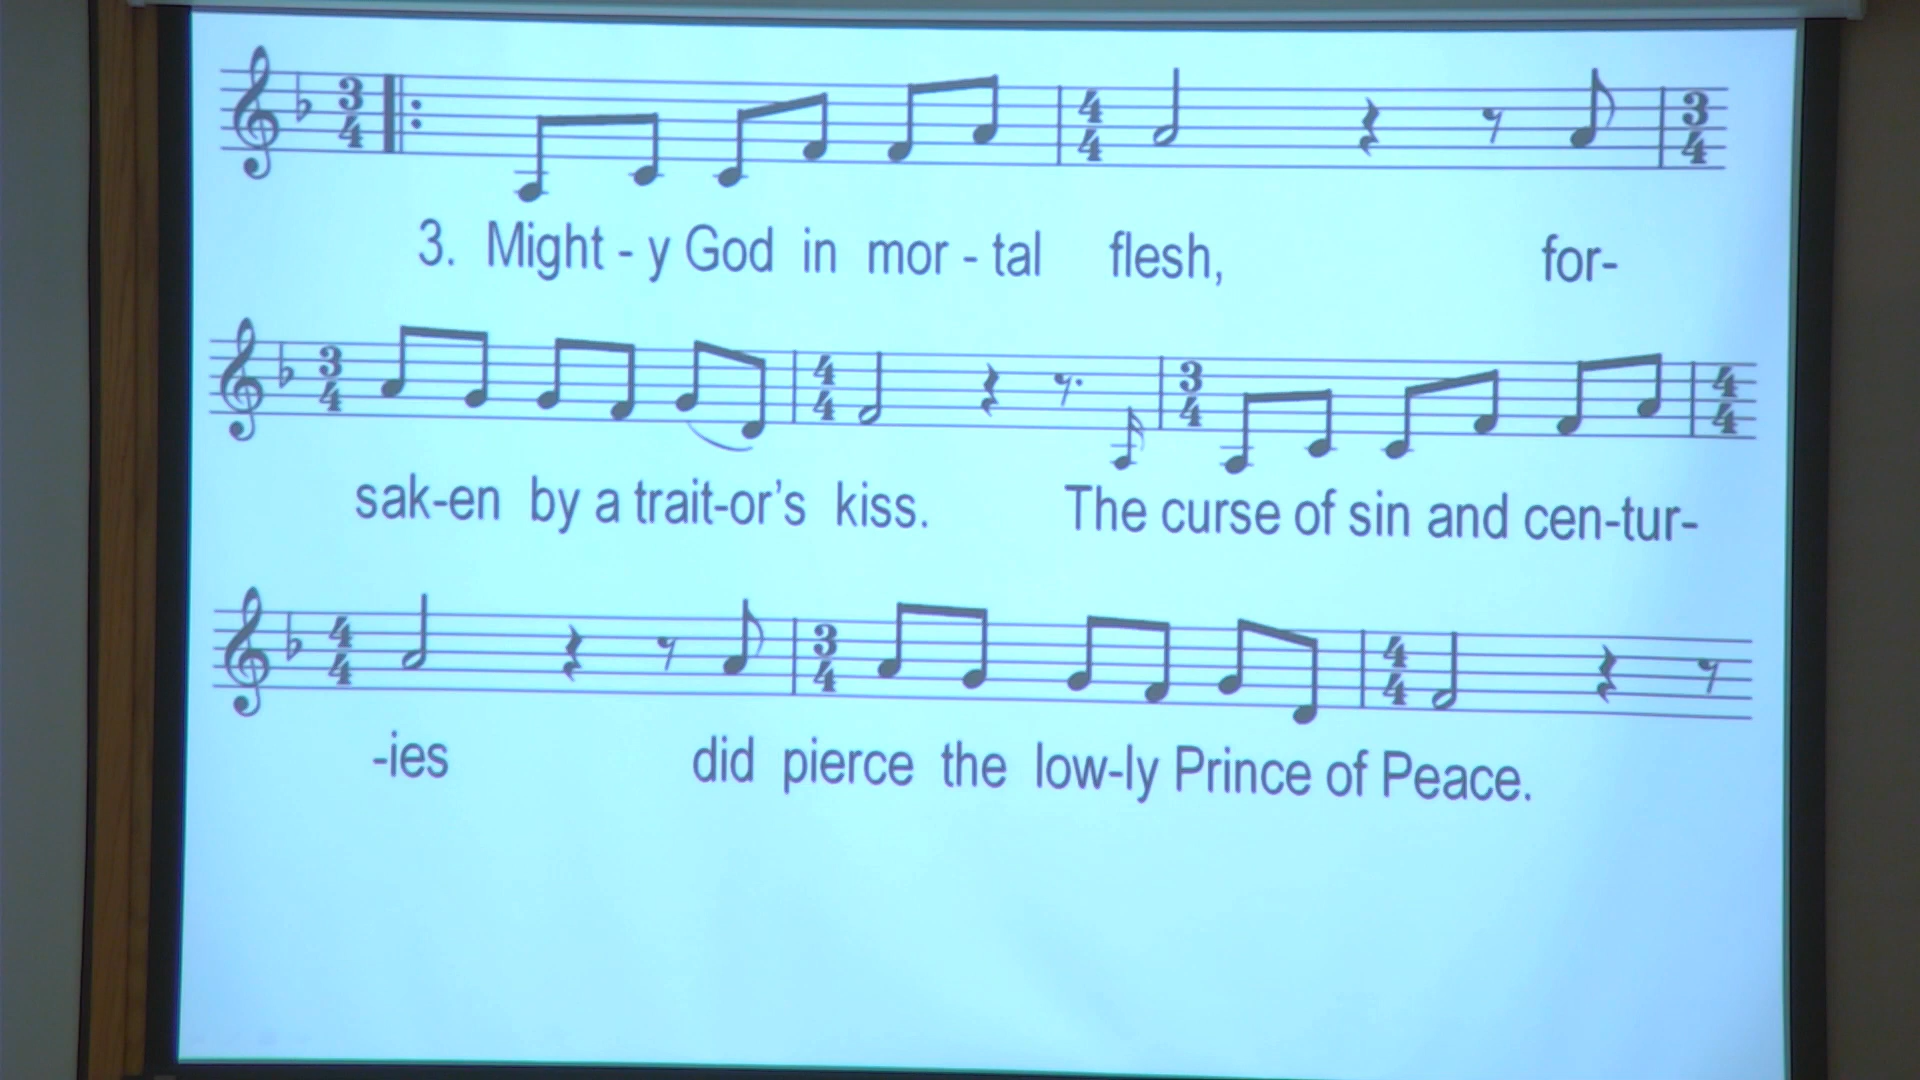 3. Might - y God in mor - tal flesh, for-
sak-en by a trait-or's kiss. The curse of sin and cen-tur-
-ies did pierce the low-ly Prince of Peace.